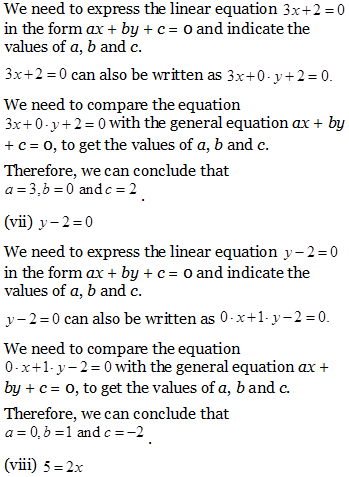 We need to express the linear equation 3x+2=0
in the form ax + by + c = 0 and indicate the
values of a, b and c.
3x+2=0 can also be written as 3x+0·y+2=0.
We need to compare the equation
3x+0·y+2=0 with the general equation ax + by
+ c = 0, to get the values of a, b and c.
Therefore, we can conclude that
a=3,b=0 and c=2 .
(vii) y−2=0
We need to express the linear equation y−2=0
in the form ax + by + c = 0 and indicate the
values of a, b and c.
y−2=0 can also be written as 0·x+1·y−2=0.
We need to compare the equation
0·x+1·y−2=0 with the general equation ax +
by + c = 0, to get the values of a, b and c.
Therefore, we can conclude that
a=0,b=1 and c=−2 .
(viii) 5=2x